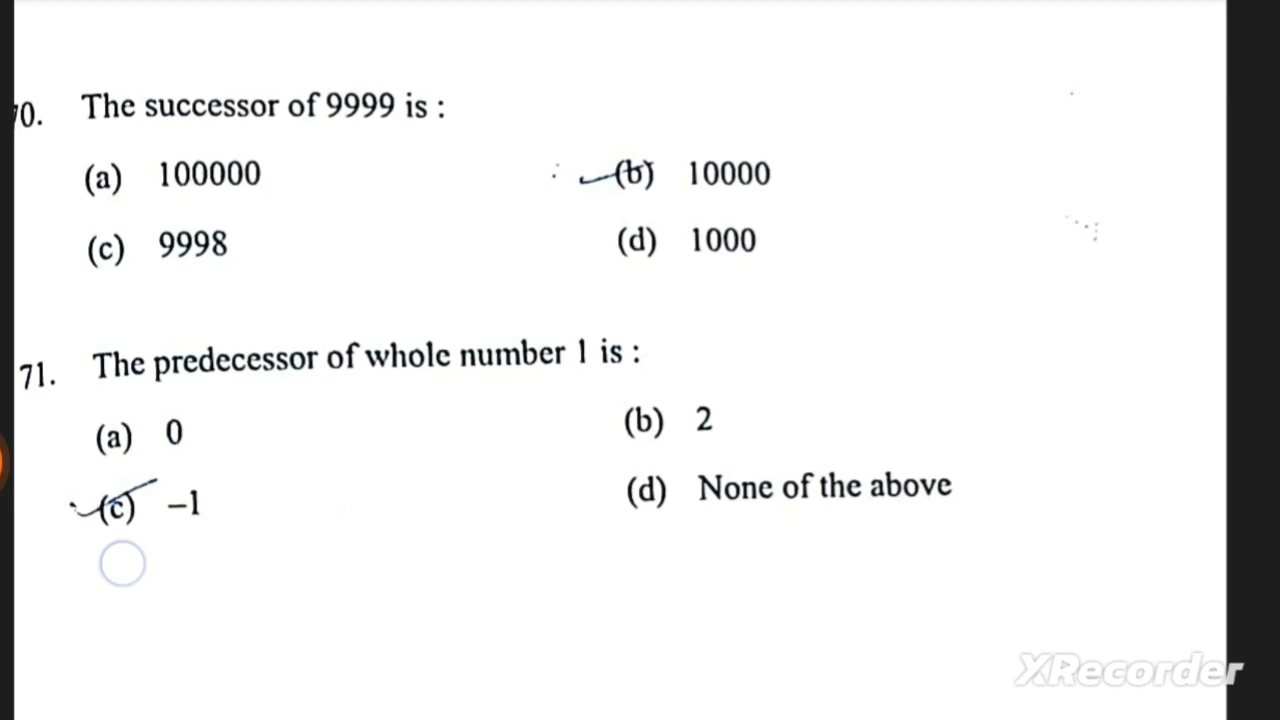 70. The successor of 9999 is :
(a) 100000 (b) 10000
(c) 9998 (d) 1000
71. The predecessor of whole number 1 is :
(a) 0 (b) 2
(c) –1 (d) None of the above
XRecorder